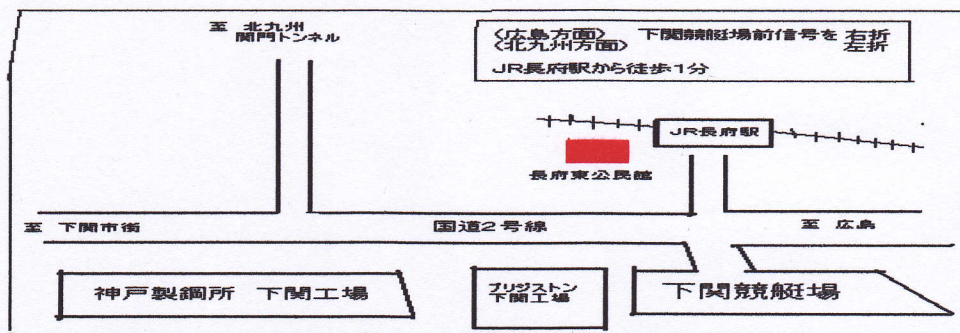 至 北九州
関門トンネル
〈広島方面〉 下関競艇場前信号を 右折
〈北九州方面〉 左折
JR長府駅から徒歩1分
JR長府駅
長府東公民館
至 下関市街
国道2号線
至 広島
神戸製鋼所 下関工場
ブリジストン
下関工場
下関競艇場